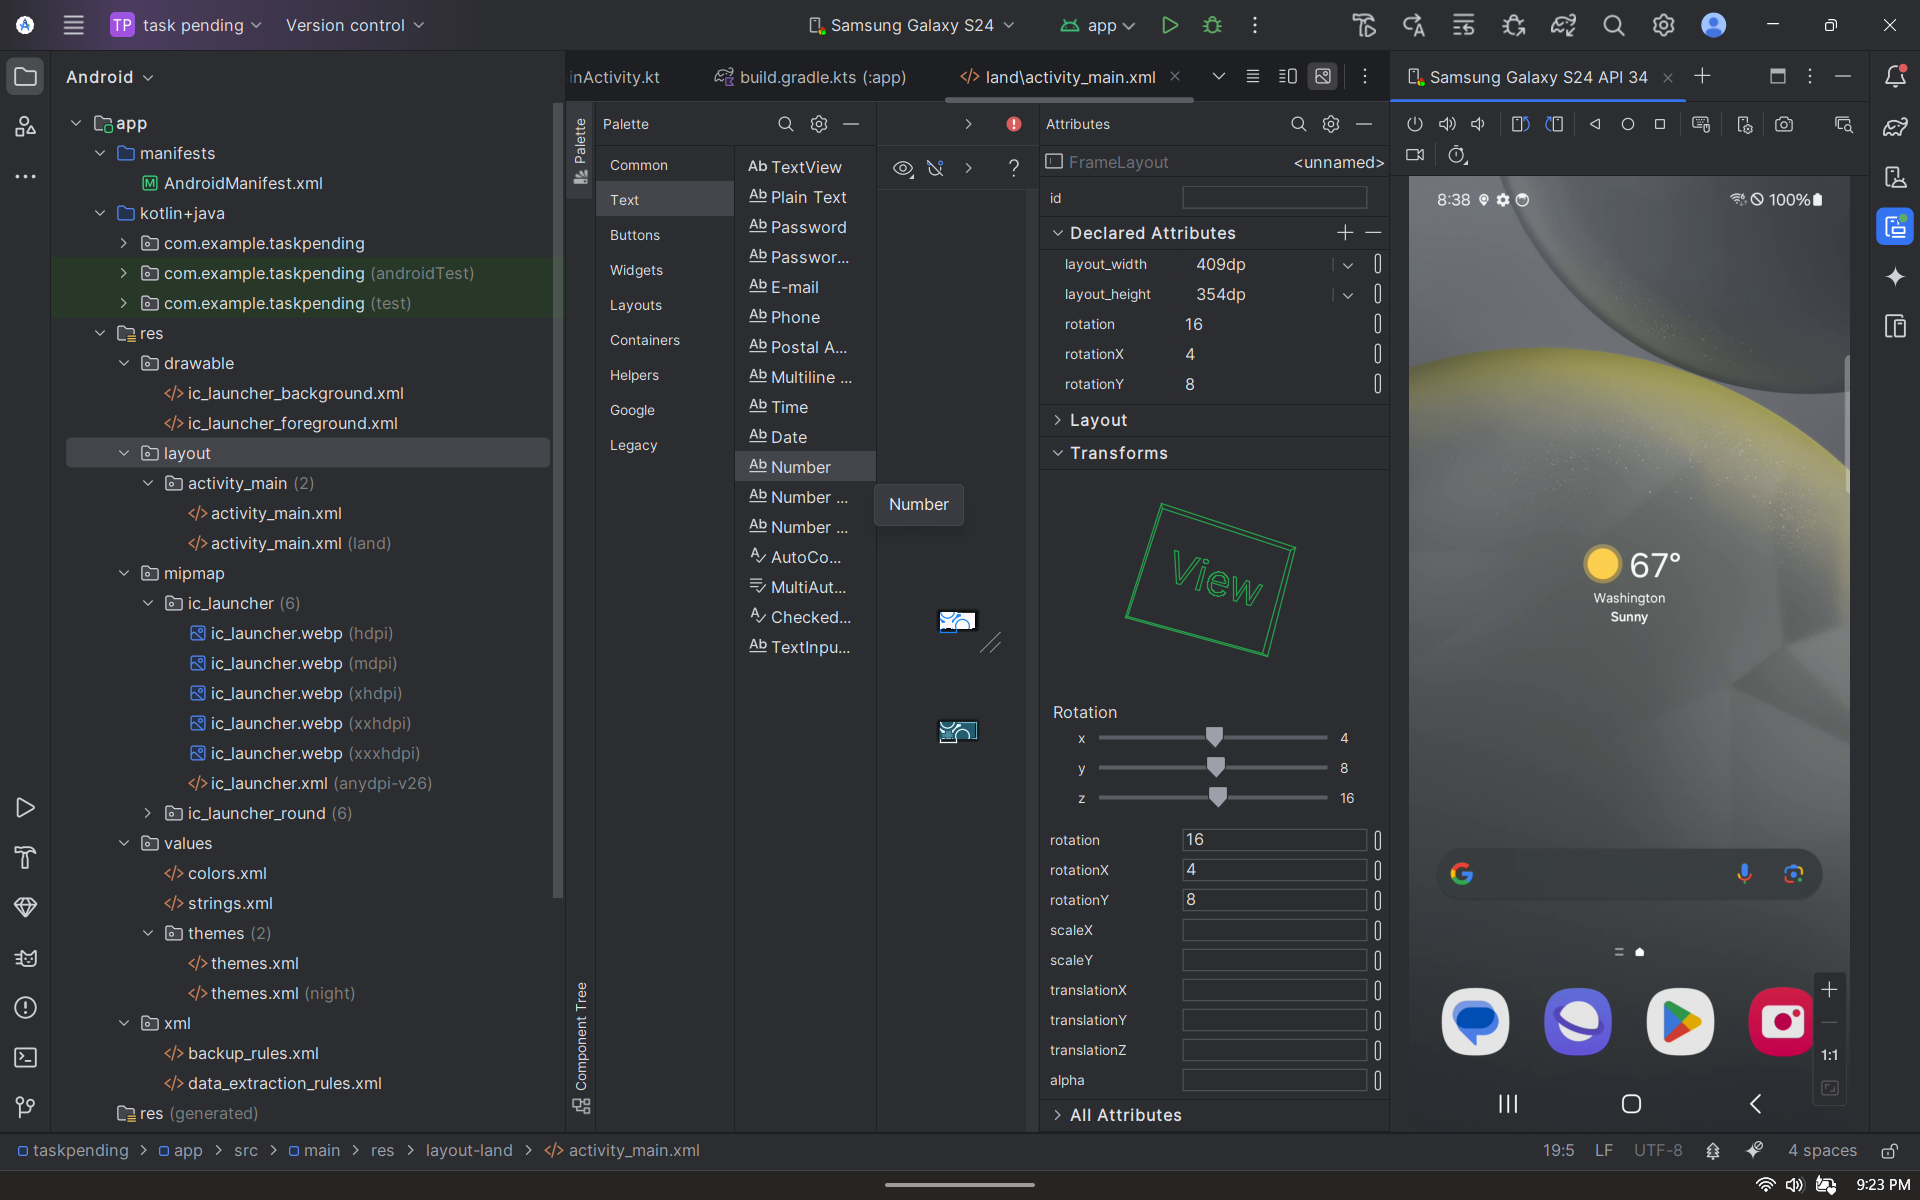 TP task pending
Version control
Samsung Galaxy S24
app
Android
inActivity.kt
build.gradle.kts (:app)
land\activity_main.xml
Samsung Galaxy S24 API 34
app
manifests
AndroidManifest.xml
kotlin+java
com.example.taskpending
com.example.taskpending (androidTest)
com.example.taskpending (test)
res
drawable
ic_launcher_background.xml
ic_launcher_foreground.xml
layout
activity_main (2)
activity_main.xml
activity_main.xml (land)
mipmap
ic_launcher (6)
ic_launcher.webp (hdpi)
ic_launcher.webp (mdpi)
ic_launcher.webp (xhdpi)
ic_launcher.webp (xxhdpi)
ic_launcher.webp (xxxhdpi)
ic_launcher.xml (anydpi-v26)
ic_launcher_round (6)
values
colors.xml
strings.xml
themes (2)
themes.xml
themes.xml (night)
xml
backup_rules.xml
data_extraction_rules.xml
res (generated)
Palette
Component Tree
Palette
Common
Text
Buttons
Widgets
Layouts
Containers
Helpers
Google
Legacy
Ab TextView
Ab Plain Text
Ab Password
Ab Passwor...
Ab E-mail
Ab Phone
Ab Postal A...
Ab Multiline ...
Ab Time
Ab Date
Ab Number
Ab Number ...
Ab Number ...
AutoCo...
MultiAut...
Checked...
Ab TextInpu...
Number
?
Attributes
FrameLayout <unnamed>
id
Declared Attributes
layout_width 409dp
layout_height 354dp
rotation 16
rotationX 4
rotationY 8
Layout
Transforms
View
Rotation
x 4
y 8
z 16
rotation 16
rotationX 4
rotationY 8
scaleX
scaleY
translationX
translationY
translationZ
alpha
All Attributes
8:38 100%
67°
Washington
Sunny
1:1
taskpending > app > src > main > res > layout-land > activity_main.xml
19:5 LF UTF-8 4 spaces
9:23 PM